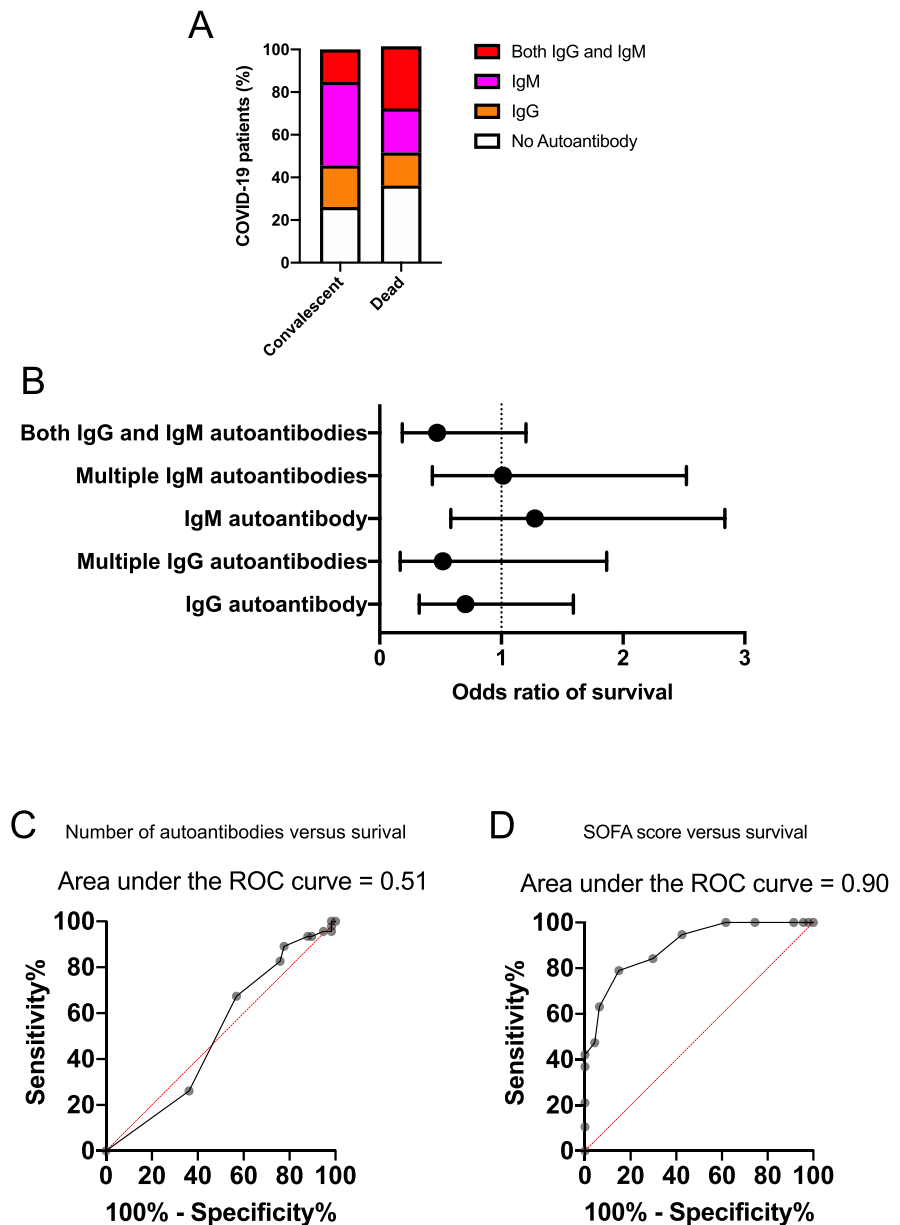 A
COVID-19 patients (%)
100
80
60
40
20
0
Convalescent
Dead
Both IgG and IgM
IgM
IgG
No Autoantibody
B
Both IgG and IgM autoantibodies
Multiple IgM autoantibodies
IgM autoantibody
Multiple IgG autoantibodies
IgG autoantibody
0 1 2 3
Odds ratio of survival
C Number of autoantibodies versus surival
Area under the ROC curve = 0.51
Sensitivity%
100
80
60
40
20
0
0 20 40 60 80 100
100% - Specificity%
D SOFA score versus survival
Area under the ROC curve = 0.90
Sensitivity%
100
80
60
40
20
0
0 20 40 60 80 100
100% - Specificity%